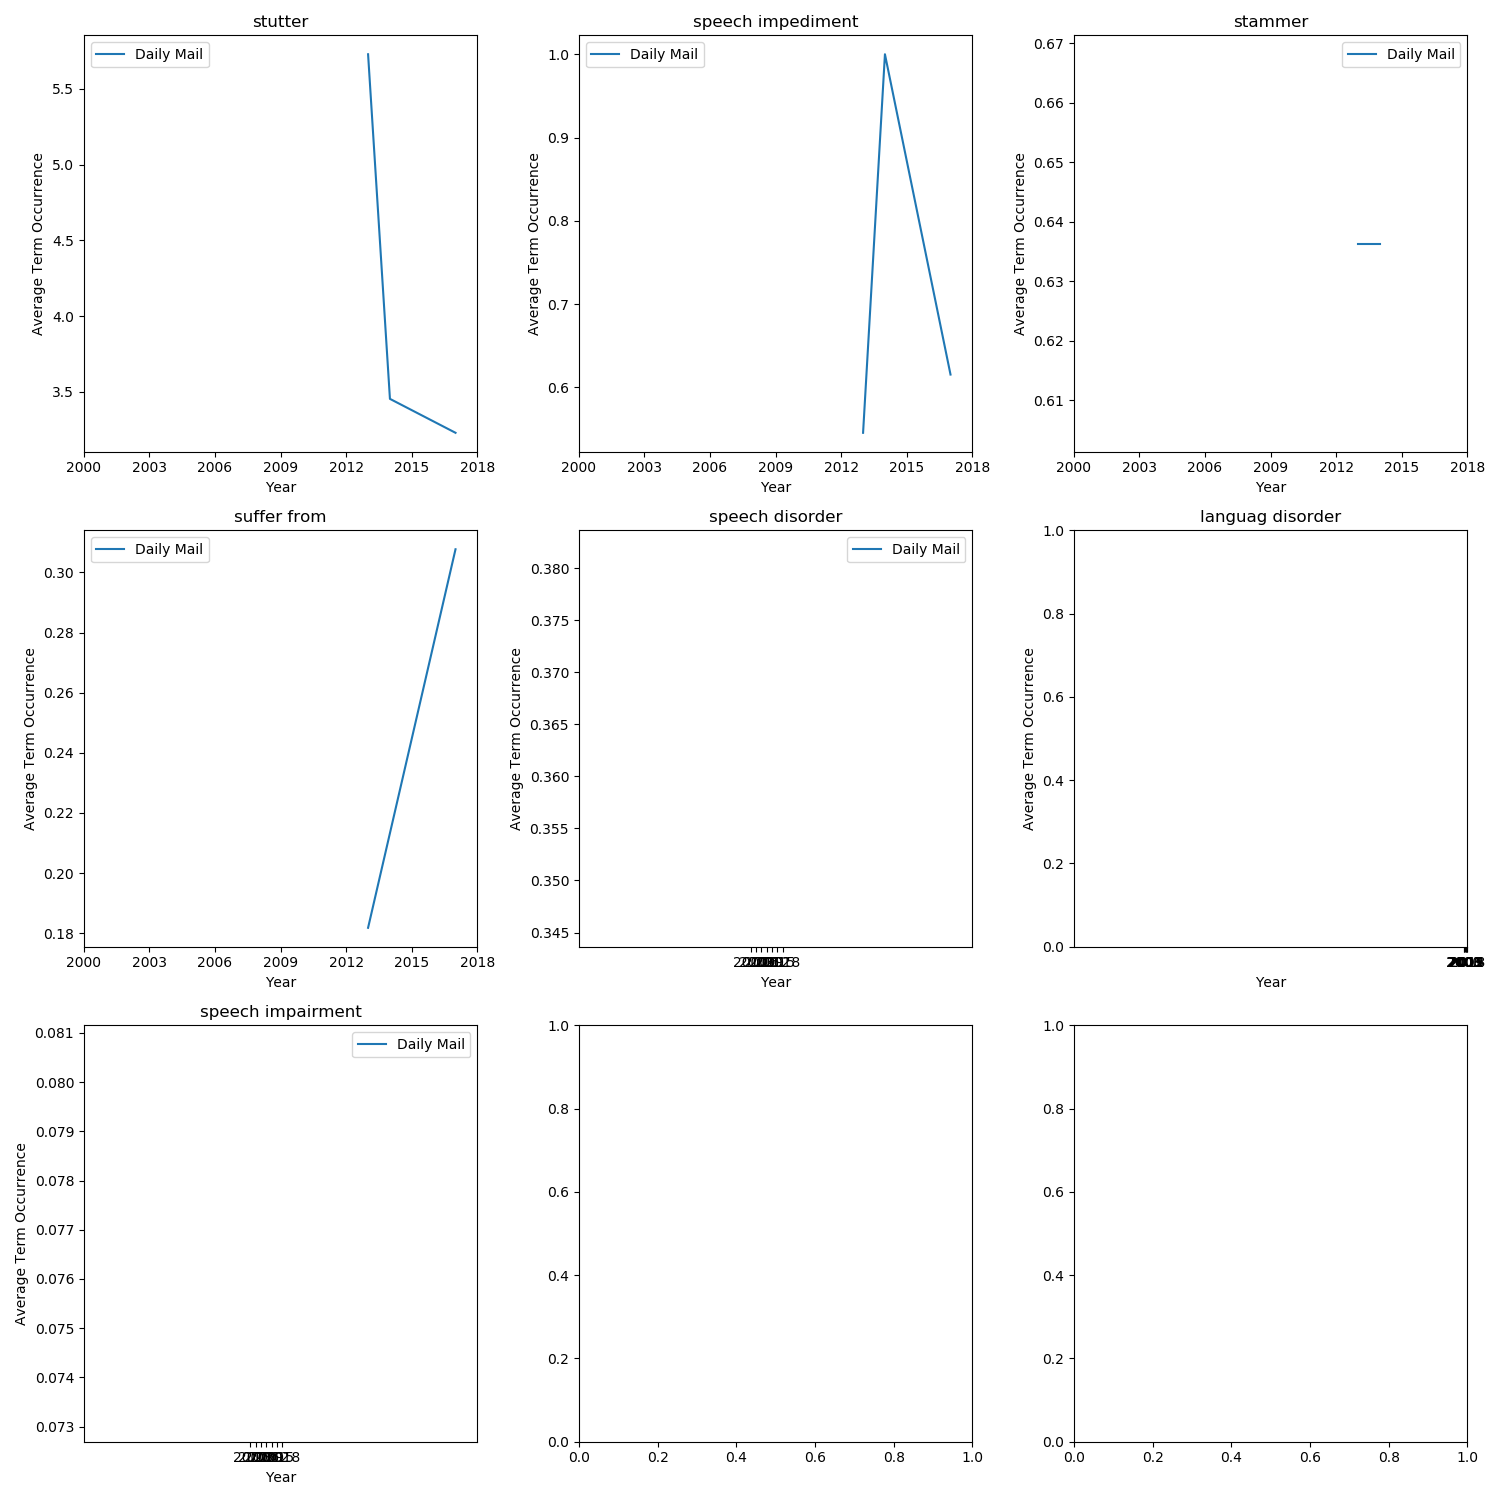 stutter
Daily Mail
5.5
5.0
4.5
4.0
3.5
Average Term Occurrence
2000 2003 2006 2009 2012 2015 2018
Year
speech impediment
Daily Mail
1.0
0.9
0.8
0.7
0.6
Average Term Occurrence
2000 2003 2006 2009 2012 2015 2018
Year
stammer
Daily Mail
0.67
0.66
0.65
0.64
0.63
0.62
0.61
Average Term Occurrence
2000 2003 2006 2009 2012 2015 2018
Year
suffer from
Daily Mail
0.30
0.28
0.26
0.24
0.22
0.20
0.18
Average Term Occurrence
2000 2003 2006 2009 2012 2015 2018
Year
speech disorder
Daily Mail
0.380
0.375
0.370
0.365
0.360
0.355
0.350
0.345
Average Term Occurrence
Year
languag disorder
1.0
0.8
0.6
0.4
0.2
0.0
Average Term Occurrence
Year
speech impairment
Daily Mail
0.081
0.080
0.079
0.078
0.077
0.076
0.075
0.074
0.073
Average Term Occurrence
Year
1.0
0.8
0.6
0.4
0.2
0.0
0.0 0.2 0.4 0.6 0.8 1.0
1.0
0.8
0.6
0.4
0.2
0.0
0.0 0.2 0.4 0.6 0.8 1.0